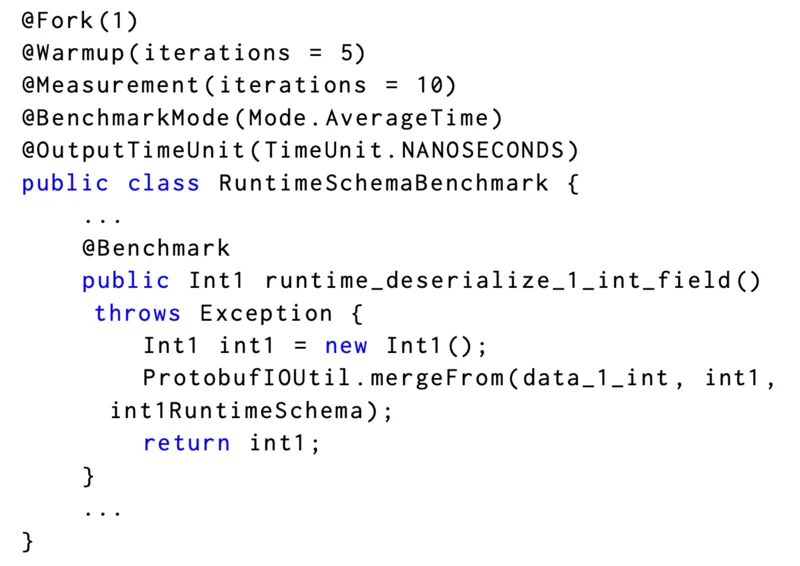 @Fork(1)
@Warmup(iterations = 5)
@Measurement(iterations = 10)
@BenchmarkMode(Mode.AverageTime)
@OutputTimeUnit(TimeUnit.NANOSECONDS)
public class RuntimeSchemaBenchmark {
...
@Benchmark
public Int1 runtime_deserialize_1_int_field()
throws Exception {
Int1 int1 = new Int1();
ProtobufIOUtil.mergeFrom(data_1_int, int1,
int1RuntimeSchema);
return int1;
}
...
}